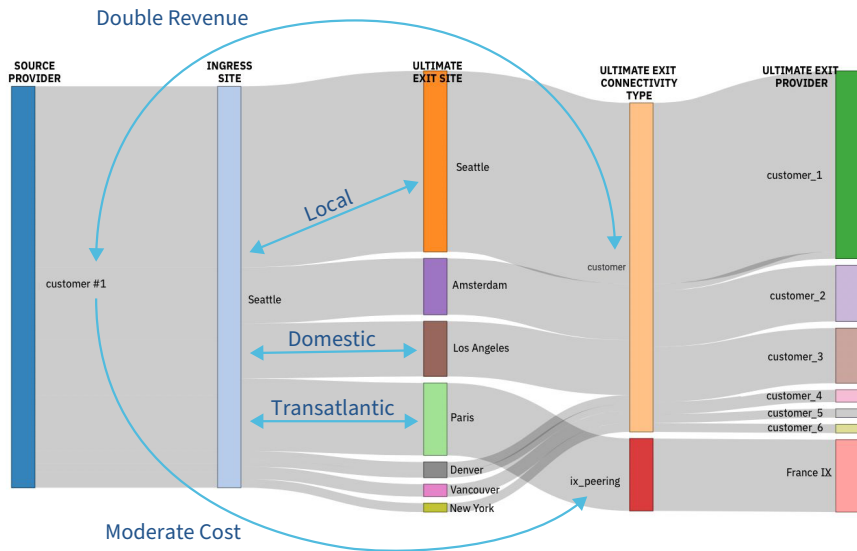 Double Revenue
SOURCE
PROVIDER
INGRESS
SITE
ULTIMATE
EXIT SITE
ULTIMATE EXIT
CONNECTIVITY
TYPE
ULTIMATE EXIT
PROVIDER
customer #1
Seattle
Local
Domestic
Transatlantic
Seattle
Amsterdam
Los Angeles
Paris
Denver
Vancouver
New York
customer
ix_peering
customer_1
customer_2
customer_3
customer_4
customer_5
customer_6
France IX
Moderate Cost